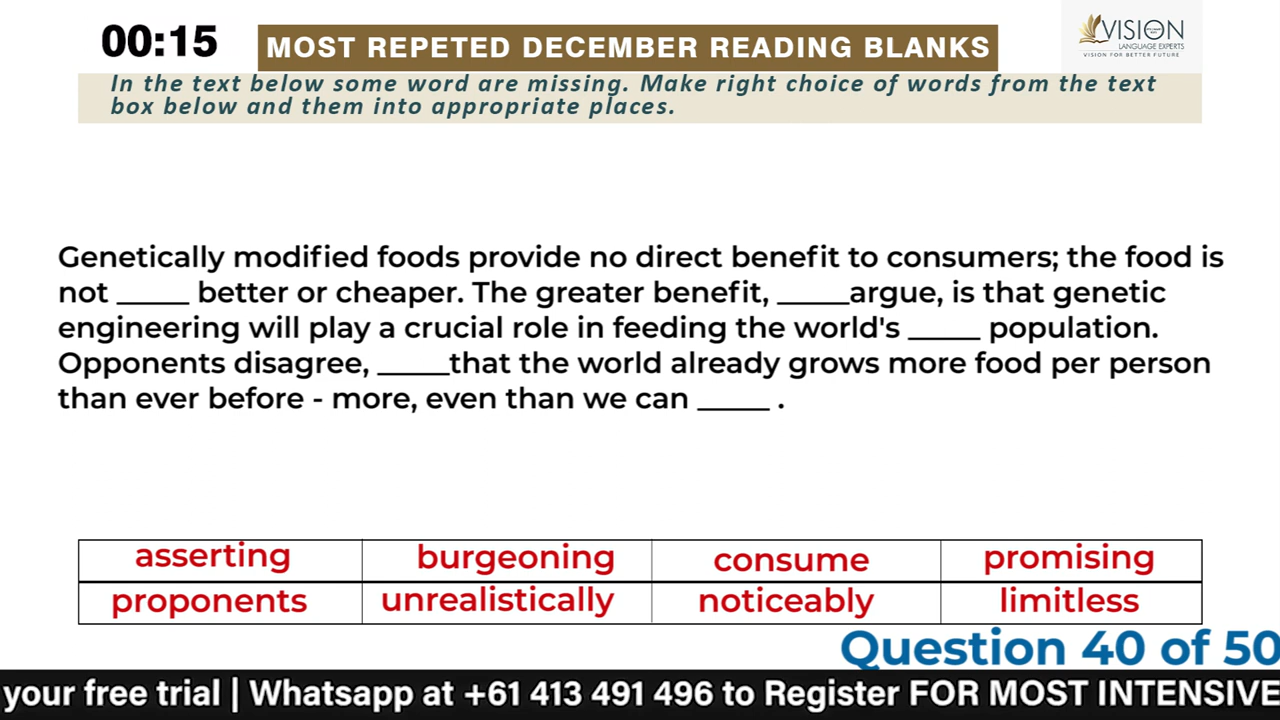 00:15
MOST REPETED DECEMBER READING BLANKS
VISION
LANGUAGE EXPERTS
VISION FOR BETTER FUTURE
In the text below some word are missing. Make right choice of words from the text
box below and them into appropriate places.
Genetically modified foods provide no direct benefit to consumers; the food is
not _____ better or cheaper. The greater benefit, _____argue, is that genetic
engineering will play a crucial role in feeding the world's _____ population.
Opponents disagree, _____that the world already grows more food per person
than ever before - more, even than we can _____ .
asserting burgeoning consume promising
proponents unrealistically noticeably limitless
Question 40 of 50
your free trial | Whatsapp at +61 413 491 496 to Register FOR MOST INTENSIVE